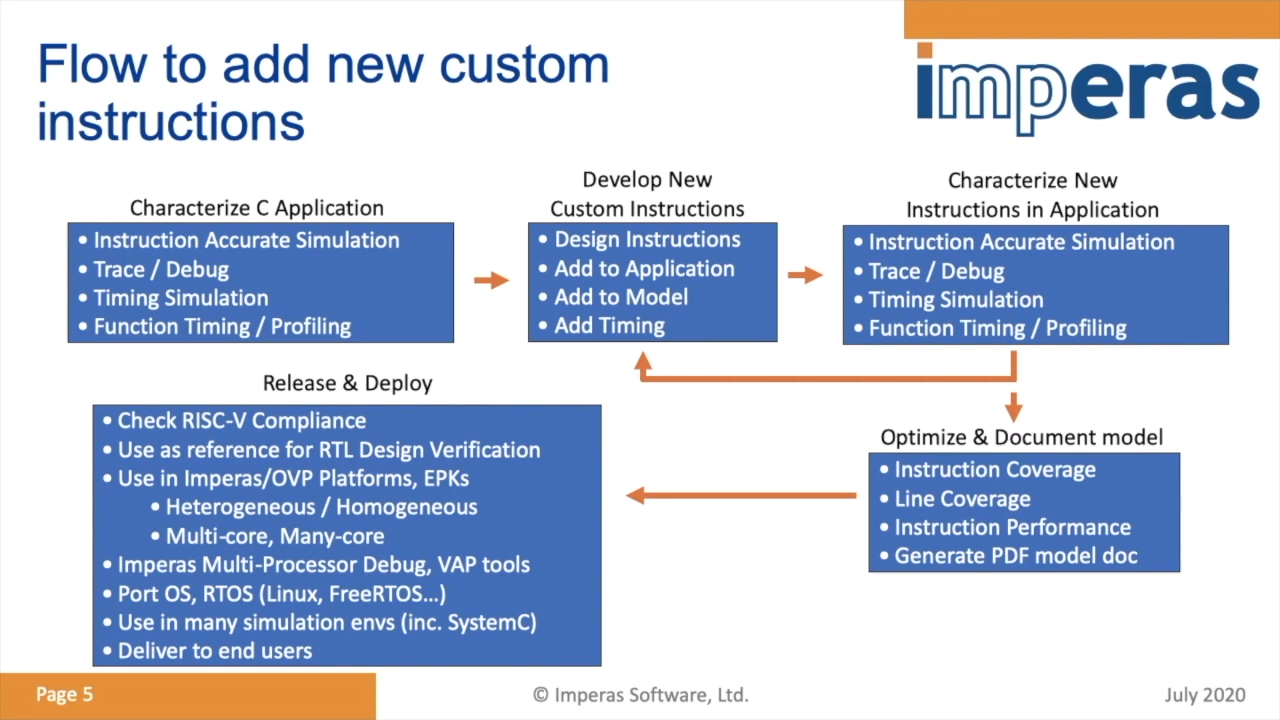 Flow to add new custom
instructions
imperas
Characterize C Application
• Instruction Accurate Simulation
• Trace / Debug
• Timing Simulation
• Function Timing / Profiling
Develop New
Custom Instructions
• Design Instructions
• Add to Application
• Add to Model
• Add Timing
Characterize New
Instructions in Application
• Instruction Accurate Simulation
• Trace / Debug
• Timing Simulation
• Function Timing / Profiling
Optimize & Document model
• Instruction Coverage
• Line Coverage
• Instruction Performance
• Generate PDF model doc
Release & Deploy
• Check RISC-V Compliance
• Use as reference for RTL Design Verification
• Use in Imperas/OVP Platforms, EPKs
• Heterogeneous / Homogeneous
• Multi-core, Many-core
• Imperas Multi-Processor Debug, VAP tools
• Port OS, RTOS (Linux, FreeRTOS…)
• Use in many simulation envs (inc. SystemC)
• Deliver to end users
Page 5
© Imperas Software, Ltd.
July 2020